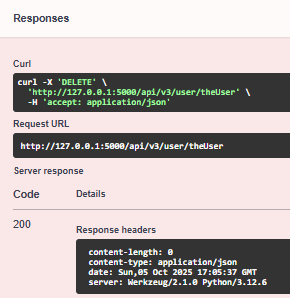 Responses
Curl
curl -X 'DELETE' \
  'http://127.0.0.1:5000/api/v3/user/theUser' \
  -H 'accept: application/json'
Request URL
http://127.0.0.1:5000/api/v3/user/theUser
Server response
Code Details
200
Response headers
content-length: 0
content-type: application/json
date: Sun,05 Oct 2025 17:05:37 GMT
server: Werkzeug/2.1.0 Python/3.12.6